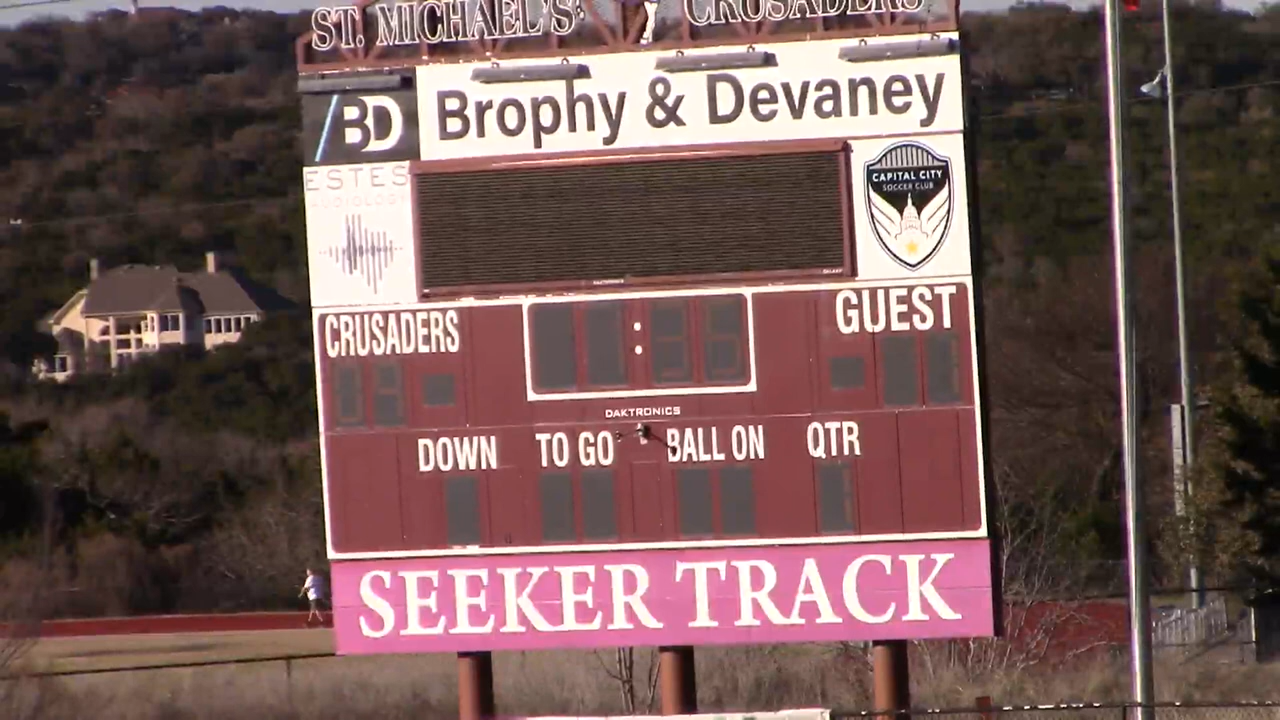 ST. MICHAEL'S CRUSADERS
BD
Brophy & Devaney
ESTES
AUDIOLOGY
CAPITAL CITY
SOCCER CLUB
CRUSADERS
GUEST
DAKTRONICS
DOWN TO GO BALL ON QTR
SEEKER TRACK